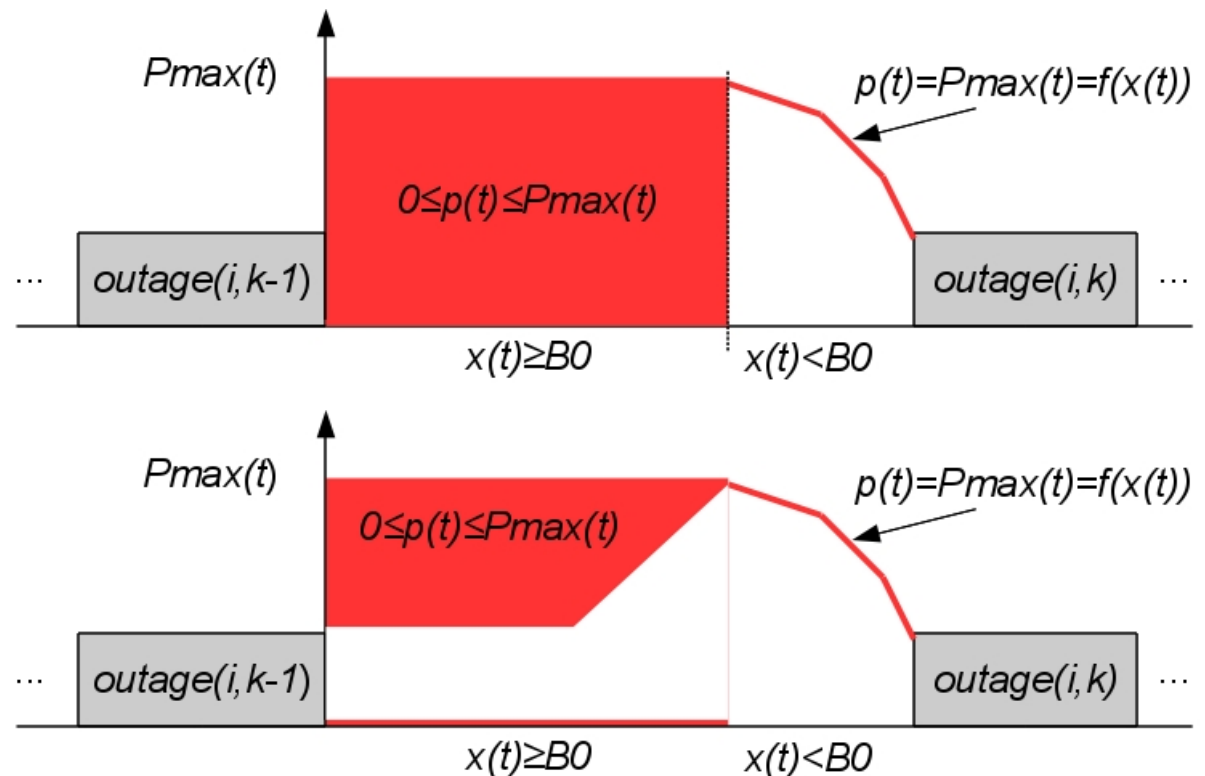 Pmax(t)
p(t)=Pmax(t)=f(x(t))
0≤p(t)≤Pmax(t)
... outage(i,k-1) outage(i,k) ...
x(t)≥B0 x(t)<B0
Pmax(t)
p(t)=Pmax(t)=f(x(t))
0≤p(t)≤Pmax(t)
... outage(i,k-1) outage(i,k) ...
x(t)≥B0 x(t)<B0